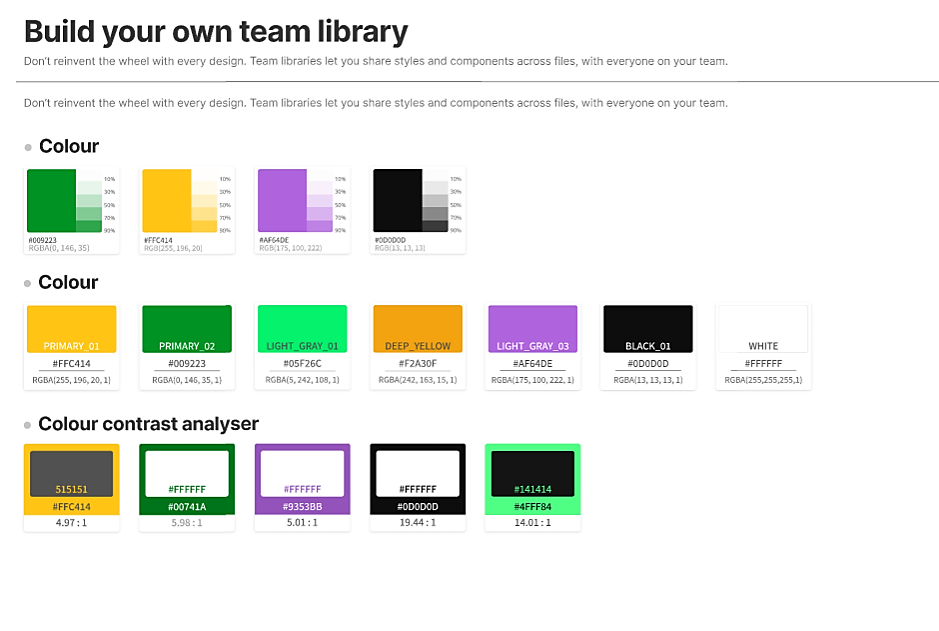 Build your own team library
Don't reinvent the wheel with every design. Team libraries let you share styles and components across files, with everyone on your team.
Don't reinvent the wheel with every design. Team libraries let you share styles and components across files, with everyone on your team.
Colour
10% 10% 10% 10%
30% 30% 30% 30%
50% 50% 50% 50%
70% 70% 70% 70%
90% 90% 90% 90%
#009223 #FFC414 #AF64DE #0D0D0D
RGBA(0, 146, 35) RGB(255, 196, 20) RGB(175, 100, 222) RGB(13, 13, 13)
Colour
PRIMARY_01 PRIMARY_02 LIGHT_GRAY_01 DEEP_YELLOW LIGHT_GRAY_03 BLACK_01 WHITE
#FFC414 #009223 #05F26C #F2A30F #AF64DE #0D0D0D #FFFFFF
RGBA(255, 196, 20, 1) RGBA(0, 146, 35, 1) RGBA(5, 242, 108, 1) RGBA(242, 163, 15, 1) RGBA(175, 100, 222, 1) RGBA(13, 13, 13, 1) RGBA(255,255,255,1)
Colour contrast analyser
515151 #FFFFFF #FFFFFF #FFFFFF #141414
#FFC414 #00741A #9353BB #0D0D0D #4FFF84
4.97 : 1 5.98 : 1 5.01 : 1 19.44 : 1 14.01 : 1